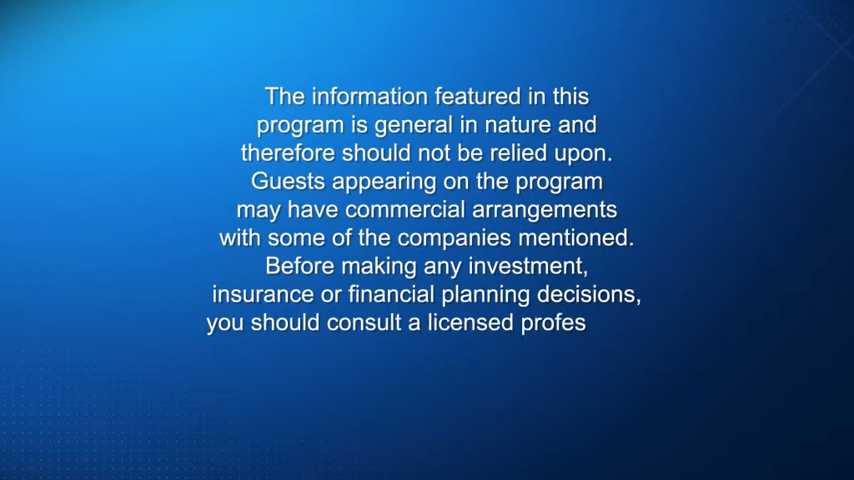 The information featured in this
program is general in nature and
therefore should not be relied upon.
Guests appearing on the program
may have commercial arrangements
with some of the companies mentioned.
Before making any investment,
insurance or financial planning decisions,
you should consult a licensed profes